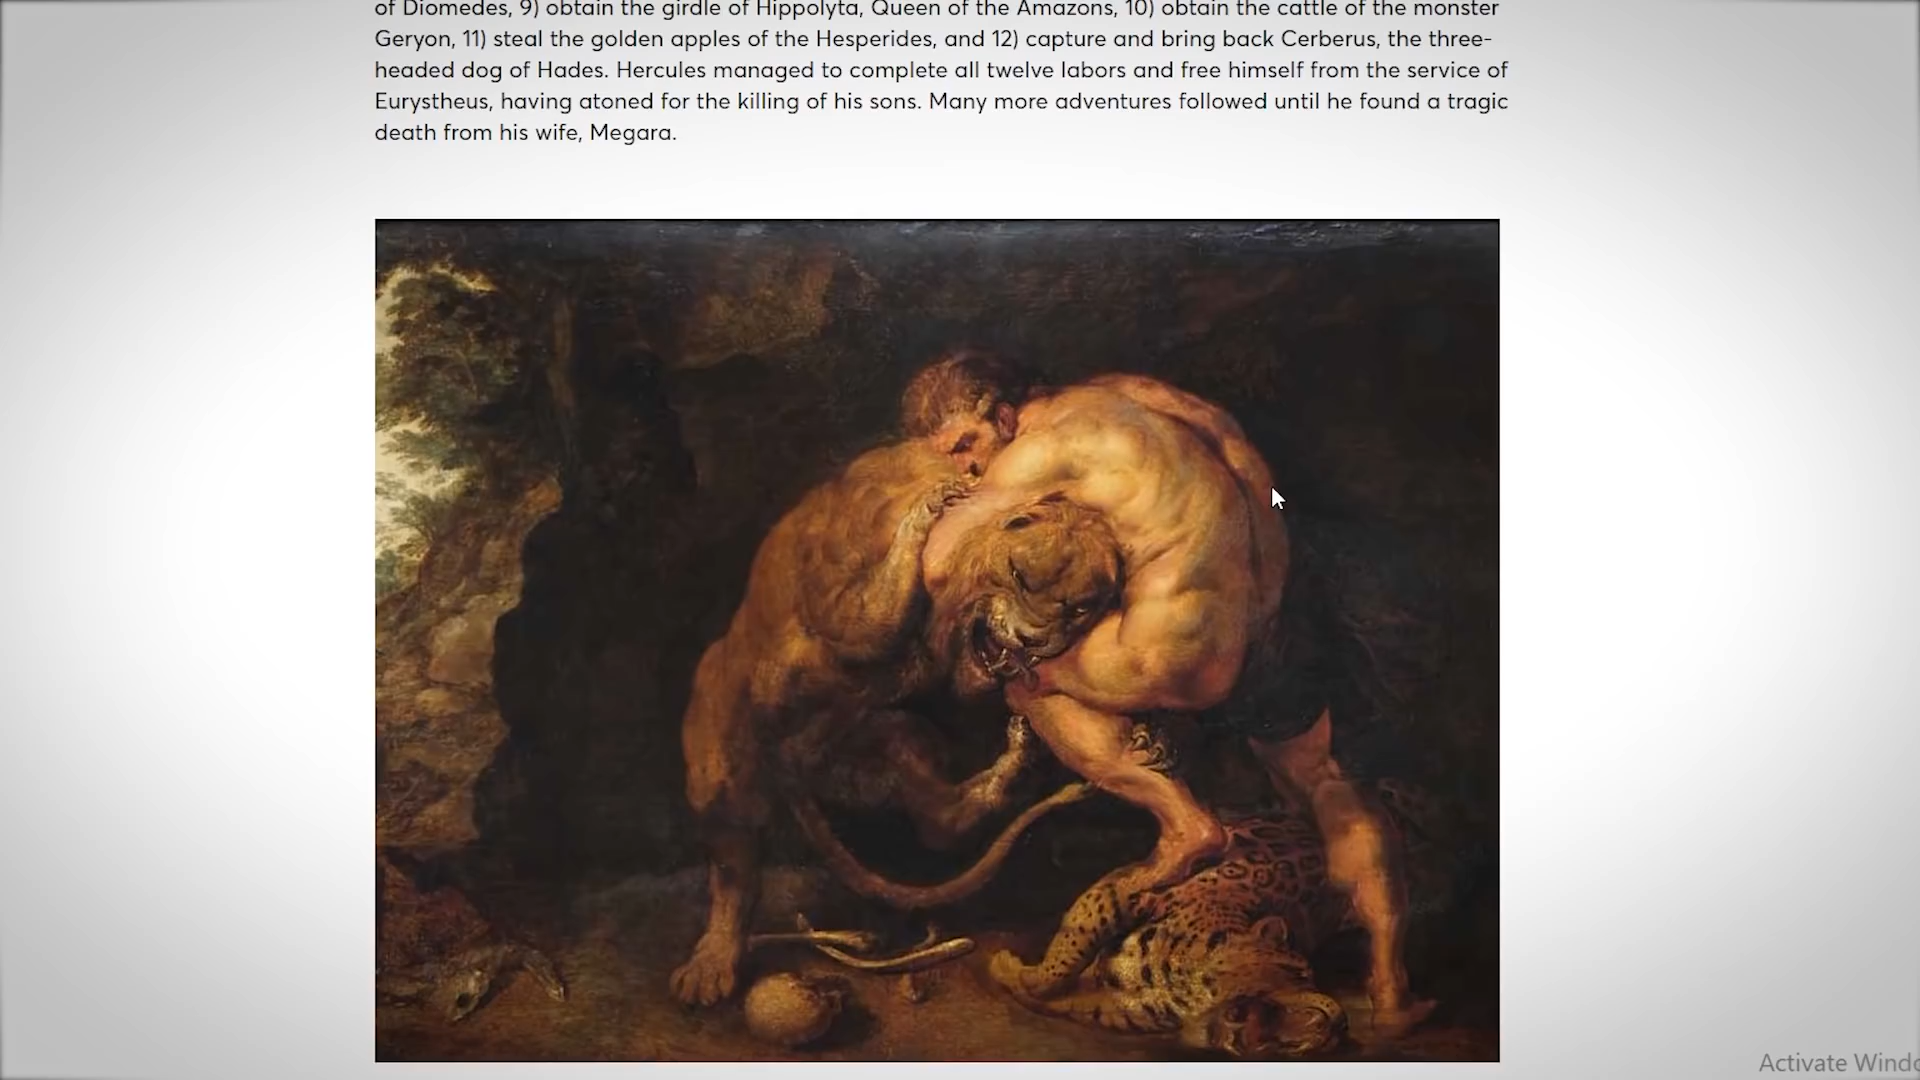 of Diomedes, 9) obtain the girdle of Hippolyta, Queen of the Amazons, 10) obtain the cattle of the monster
Geryon, 11) steal the golden apples of the Hesperides, and 12) capture and bring back Cerberus, the three-
headed dog of Hades. Hercules managed to complete all twelve labors and free himself from the service of
Eurystheus, having atoned for the killing of his sons. Many more adventures followed until he found a tragic
death from his wife, Megara.
Activate Windo